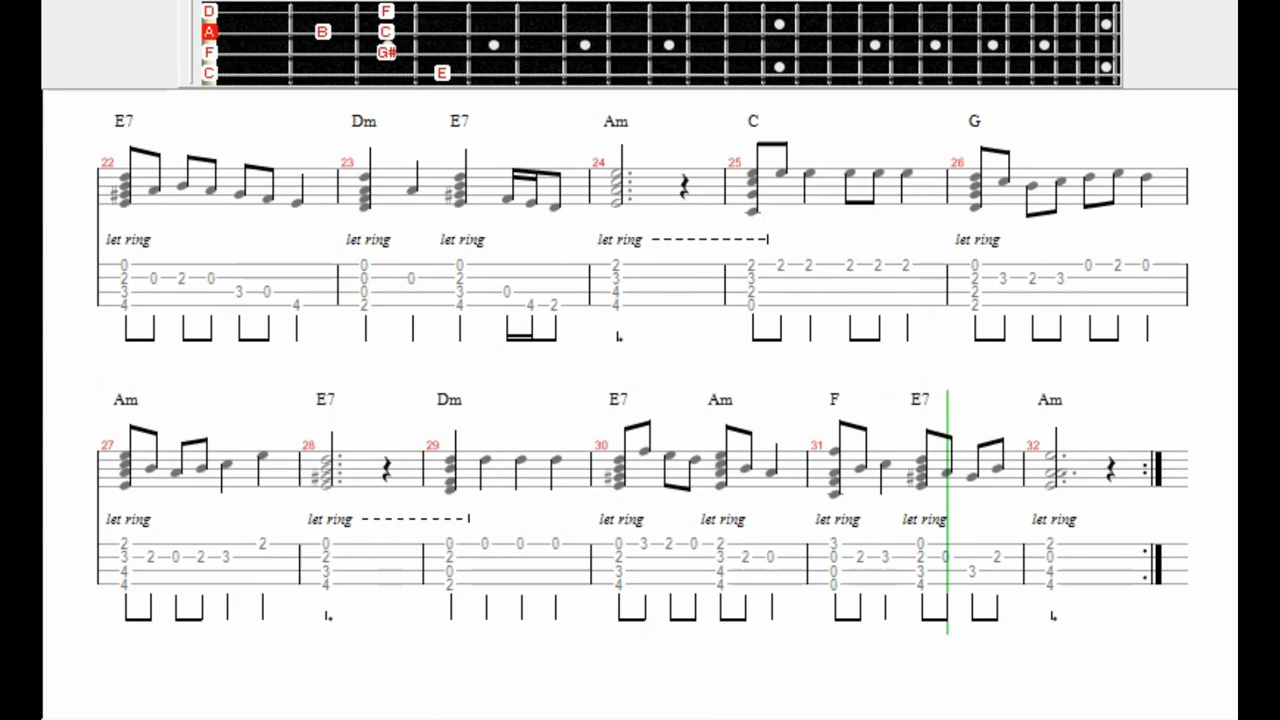 D F
A B C
F G#
C E
E7 Dm E7 Am C G
22 23 24 25 26
let ring let ring let ring let ring let ring
0 0 0 2 2 2 2 2 2 2 0 0 2 0
2 0 2 0 0 0 2 3 2 2 3 2 3
3 3 0 0 3 0 4 2 2
4 4 2 4 4 2 4 0 2
Am E7 Dm E7 Am F E7 Am
27 28 29 30 31 32
let ring let ring let ring let ring let ring let ring let ring
2 2 0 0 0 0 0 0 3 2 0 2 3 0 2
3 2 0 2 3 2 0 2 3 2 0 0 2 3 2 0 2 0
4 3 0 3 4 0 3 3 4
4 4 2 4 4 0 4 4